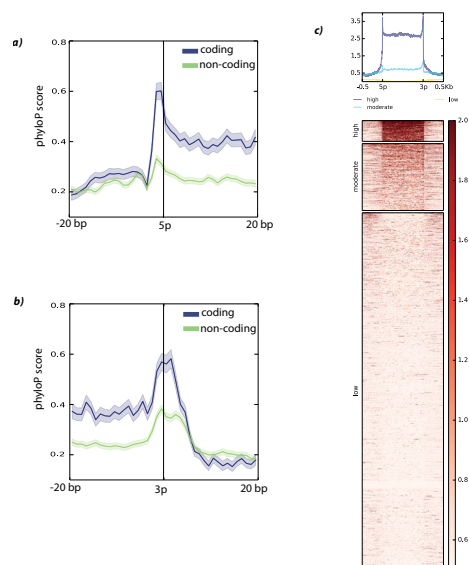 a)
0.8
0.6
0.4
0.2
phyloP score
coding
non-coding
-20 bp
5p
20 bp
b)
0.8
0.6
0.4
0.2
phyloP score
coding
non-coding
-20 bp
3p
20 bp
c)
3.5
2.5
1.5
0.5
-0.5
5p
3p
0.5Kb
high
low
moderate
high
moderate
low
2.0
1.8
1.6
1.4
1.2
1.0
0.8
0.6